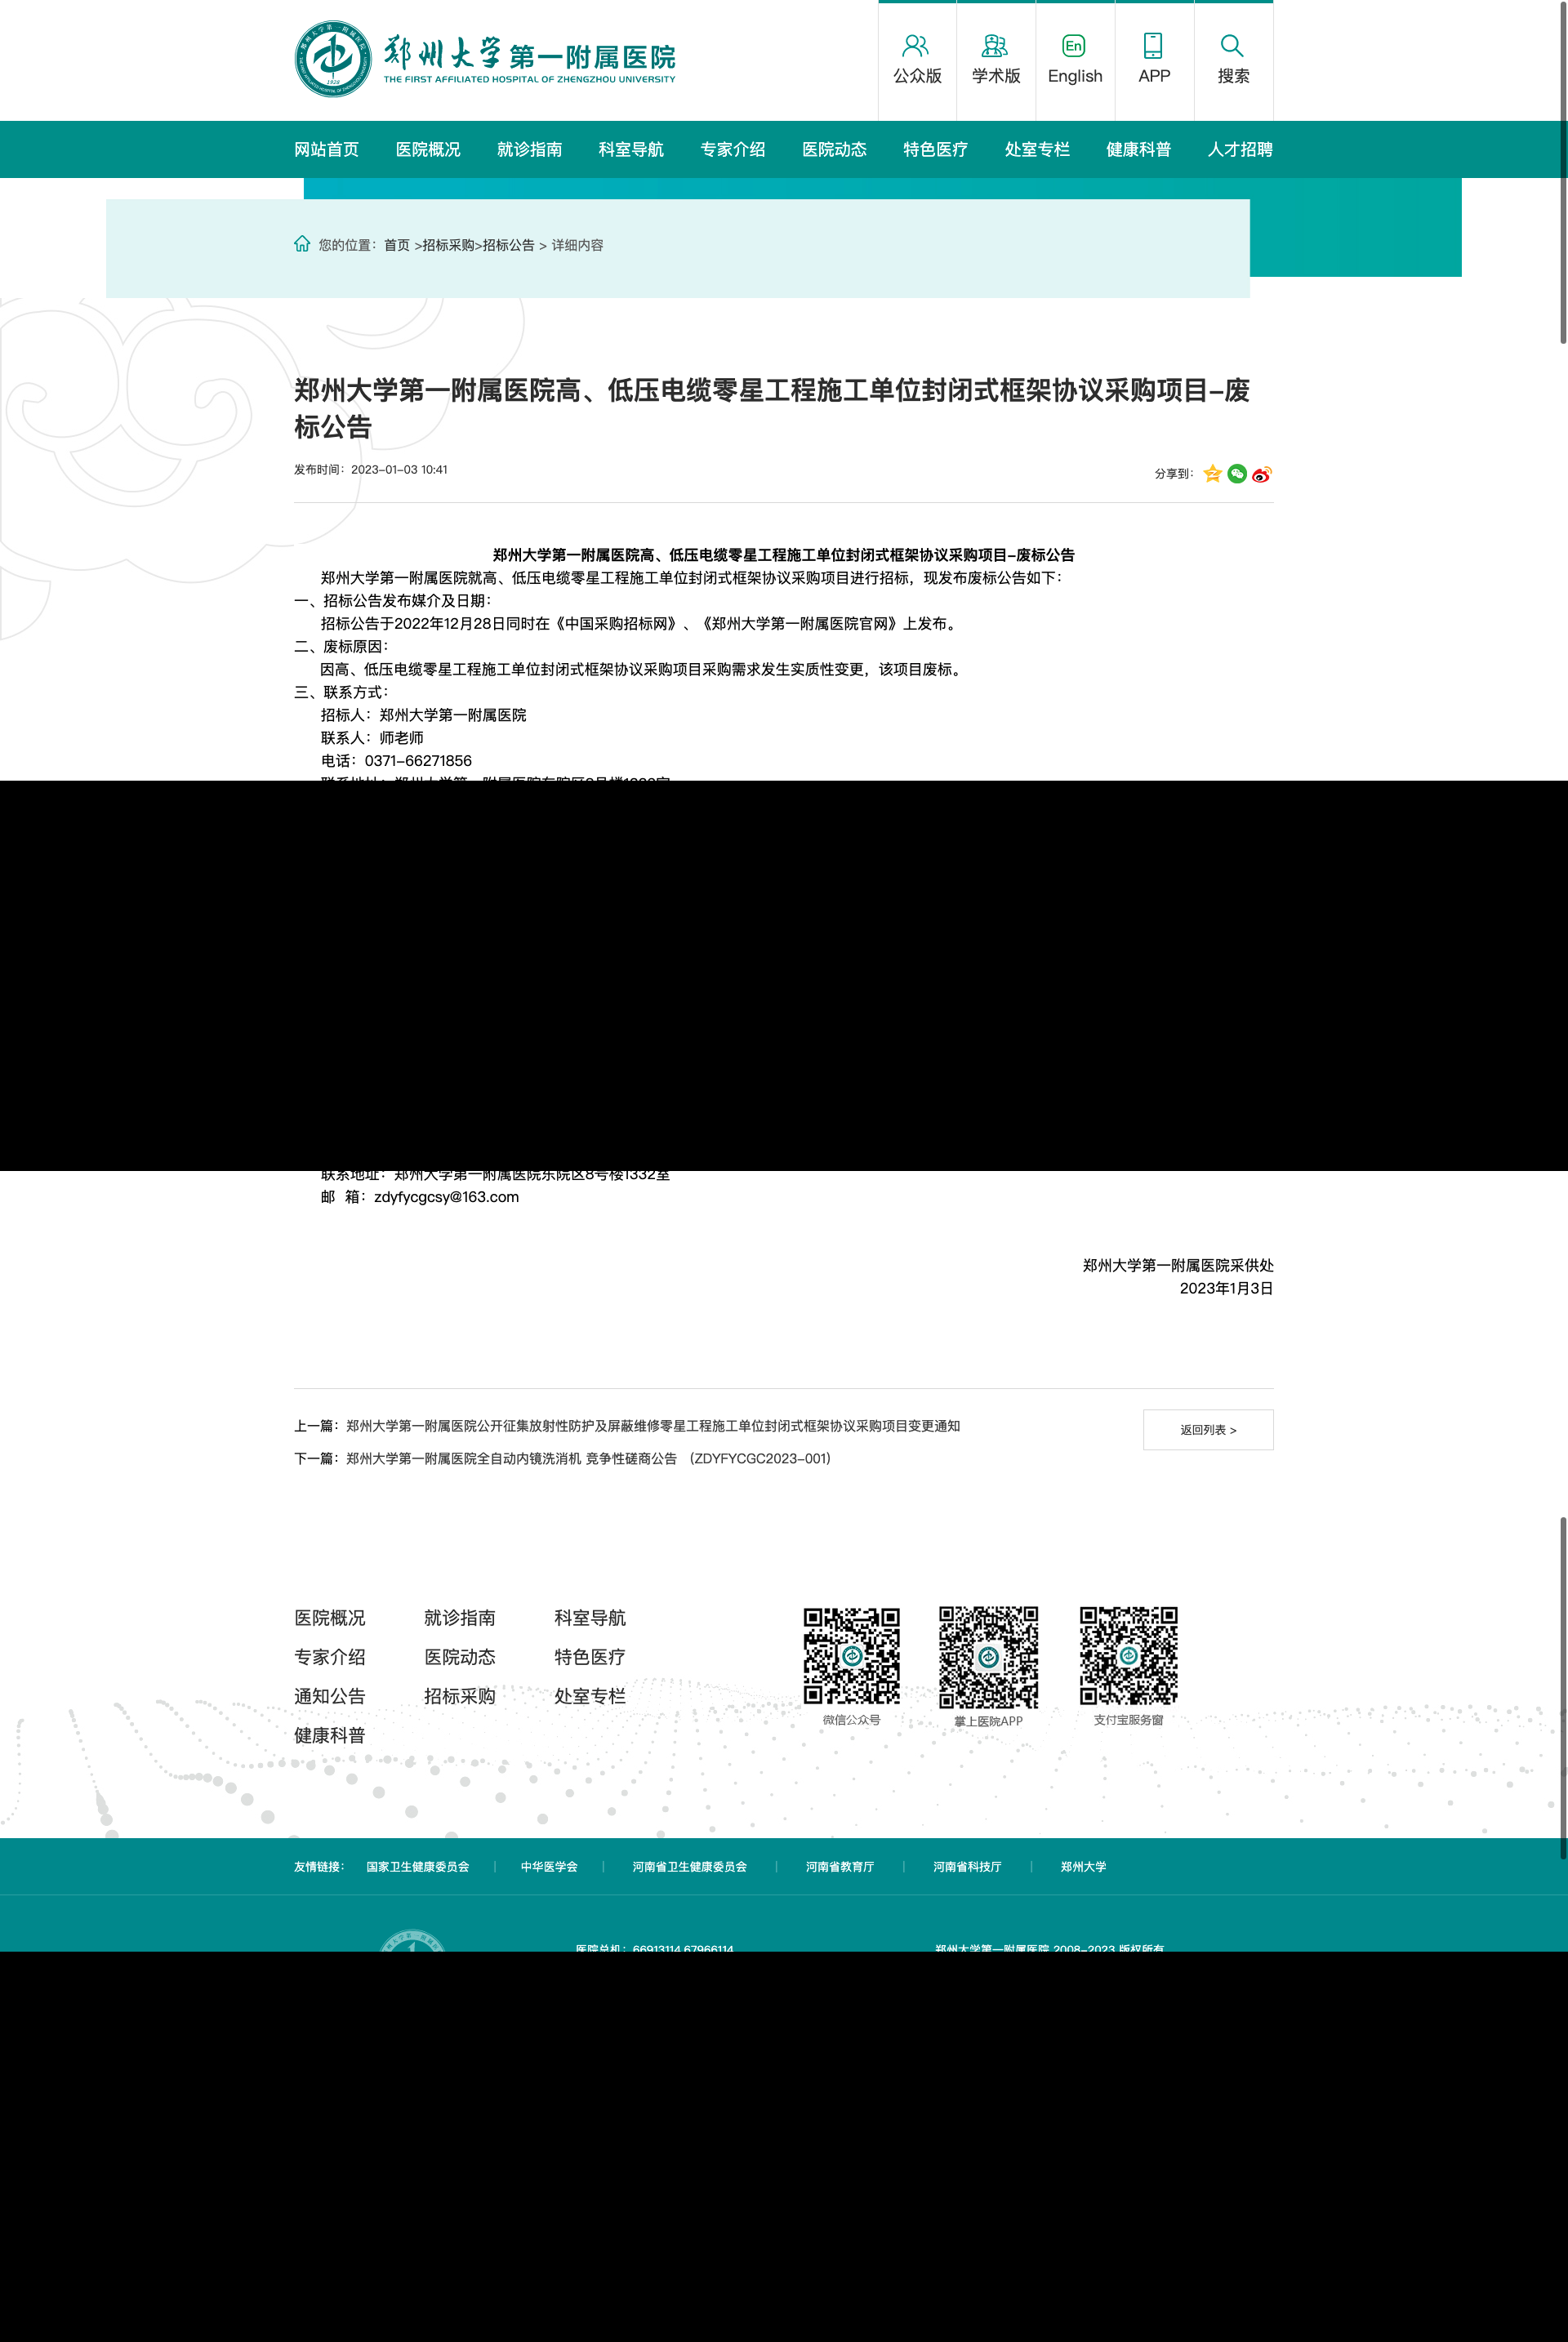 郑州大学第一附属医院
THE FIRST AFFILIATED HOSPITAL OF ZHENGZHOU UNIVERSITY
1928
公众版
学术版
En
English
APP
搜索
网站首页 医院概况 就诊指南 科室导航 专家介绍 医院动态 特色医疗 处室专栏 健康科普 人才招聘
您的位置：首页 >招标采购>招标公告 > 详细内容
郑州大学第一附属医院高、低压电缆零星工程施工单位封闭式框架协议采购项目-废
标公告
发布时间：2023-01-03 10:41
分享到：
郑州大学第一附属医院高、低压电缆零星工程施工单位封闭式框架协议采购项目-废标公告
郑州大学第一附属医院就高、低压电缆零星工程施工单位封闭式框架协议采购项目进行招标，现发布废标公告如下：
一、招标公告发布媒介及日期：
招标公告于2022年12月28日同时在《中国采购招标网》、《郑州大学第一附属医院官网》上发布。
二、废标原因：
因高、低压电缆零星工程施工单位封闭式框架协议采购项目采购需求发生实质性变更，该项目废标。
三、联系方式：
招标人：郑州大学第一附属医院
联系人：师老师
电话：0371-66271856
联系地址：郑州大学第一附属医院东院区8号楼1332室
邮 箱：zdyfycgcsy@163.com
郑州大学第一附属医院采供处
2023年1月3日
上一篇：郑州大学第一附属医院公开征集放射性防护及屏蔽维修零星工程施工单位封闭式框架协议采购项目变更通知
返回列表 >
下一篇：郑州大学第一附属医院全自动内镜洗消机 竞争性磋商公告 （ZDYFYCGC2023-001）
医院概况 就诊指南 科室导航
专家介绍 医院动态 特色医疗
通知公告 招标采购 处室专栏
健康科普
微信公众号 掌上医院APP 支付宝服务窗
友情链接： 国家卫生健康委员会 | 中华医学会 | 河南省卫生健康委员会 | 河南省教育厅 | 河南省科技厅 | 郑州大学
医院总机：66913114,67966114
郑州大学第一附属医院 2008-2023 版权所有